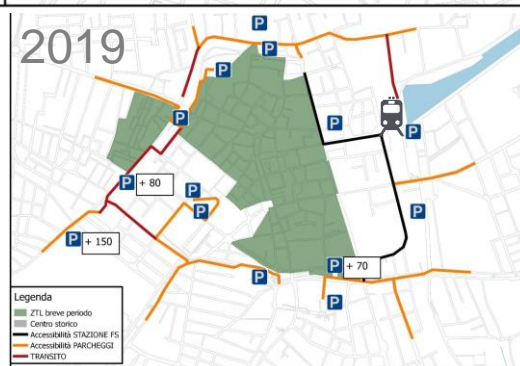 2019
P
P
P
P
P
P
P
P + 80
P
P
P
P + 150
P + 70
P
P
Legenda
ZTL breve periodo
Centro storico
Accessibilità STAZIONE FS
Accessibilità PARCHEGGI
TRANSITO